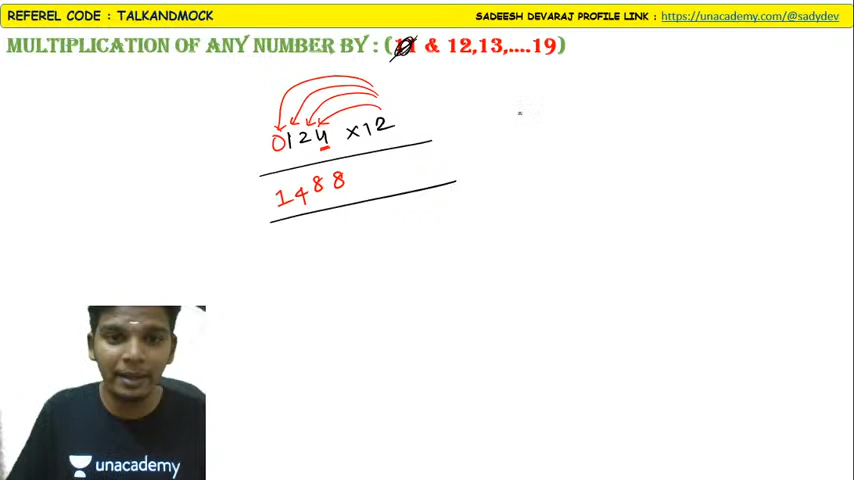 REFEREL CODE : TALKANDMOCK
SADEESH DEVARAJ PROFILE LINK : https://unacademy.com/@sadydev
MULTIPLICATION OF ANY NUMBER BY : (11 & 12,13,....19)
0124 ×12
1488
unacademy